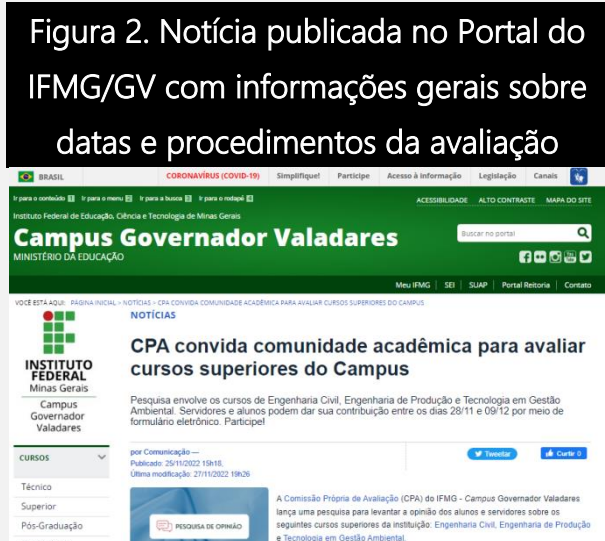 Figura 2. Notícia publicada no Portal do
IFMG/GV com informações gerais sobre
datas e procedimentos da avaliação
BRASIL
CORONAVÍRUS (COVID-19)
Simplifique!
Participe
Acesso à informação
Legislação
Canais
Ir para o conteúdo 1 Ir para o menu 2 Ir para a busca 3 Ir para o rodapé 4
ACESSIBILIDADE ALTO CONTRASTE MAPA DO SITE
Instituto Federal de Educação, Ciência e Tecnologia de Minas Gerais
Campus Governador Valadares
Buscar no portal
MINISTÉRIO DA EDUCAÇÃO
Meu IFMG | SEI | SUAP | Portal Reitoria | Contato
VOCÊ ESTÁ AQUI: PÁGINA INICIAL > NOTÍCIAS > CPA CONVIDA COMUNIDADE ACADÊMICA PARA AVALIAR CURSOS SUPERIORES DO CAMPUS
INSTITUTO
FEDERAL
Minas Gerais
Campus
Governador
Valadares
CURSOS
Técnico
Superior
Pós-Graduação
NOTÍCIAS
CPA convida comunidade acadêmica para avaliar
cursos superiores do Campus
Pesquisa envolve os cursos de Engenharia Civil, Engenharia de Produção e Tecnologia em Gestão
Ambiental. Servidores e alunos podem dar sua contribuição entre os dias 28/11 e 09/12 por meio de
formulário eletrônico. Participe!
por Comunicação —
Publicado: 25/11/2022 15h18,
Última modificação: 27/11/2022 19h26
Tweetar
Curtir 0
PESQUISA DE OPINIÃO
A Comissão Própria de Avaliação (CPA) do IFMG - Campus Governador Valadares
lança uma pesquisa para levantar a opinião dos alunos e servidores sobre os
seguintes cursos superiores da instituição: Engenharia Civil, Engenharia de Produção
e Tecnologia em Gestão Ambiental.